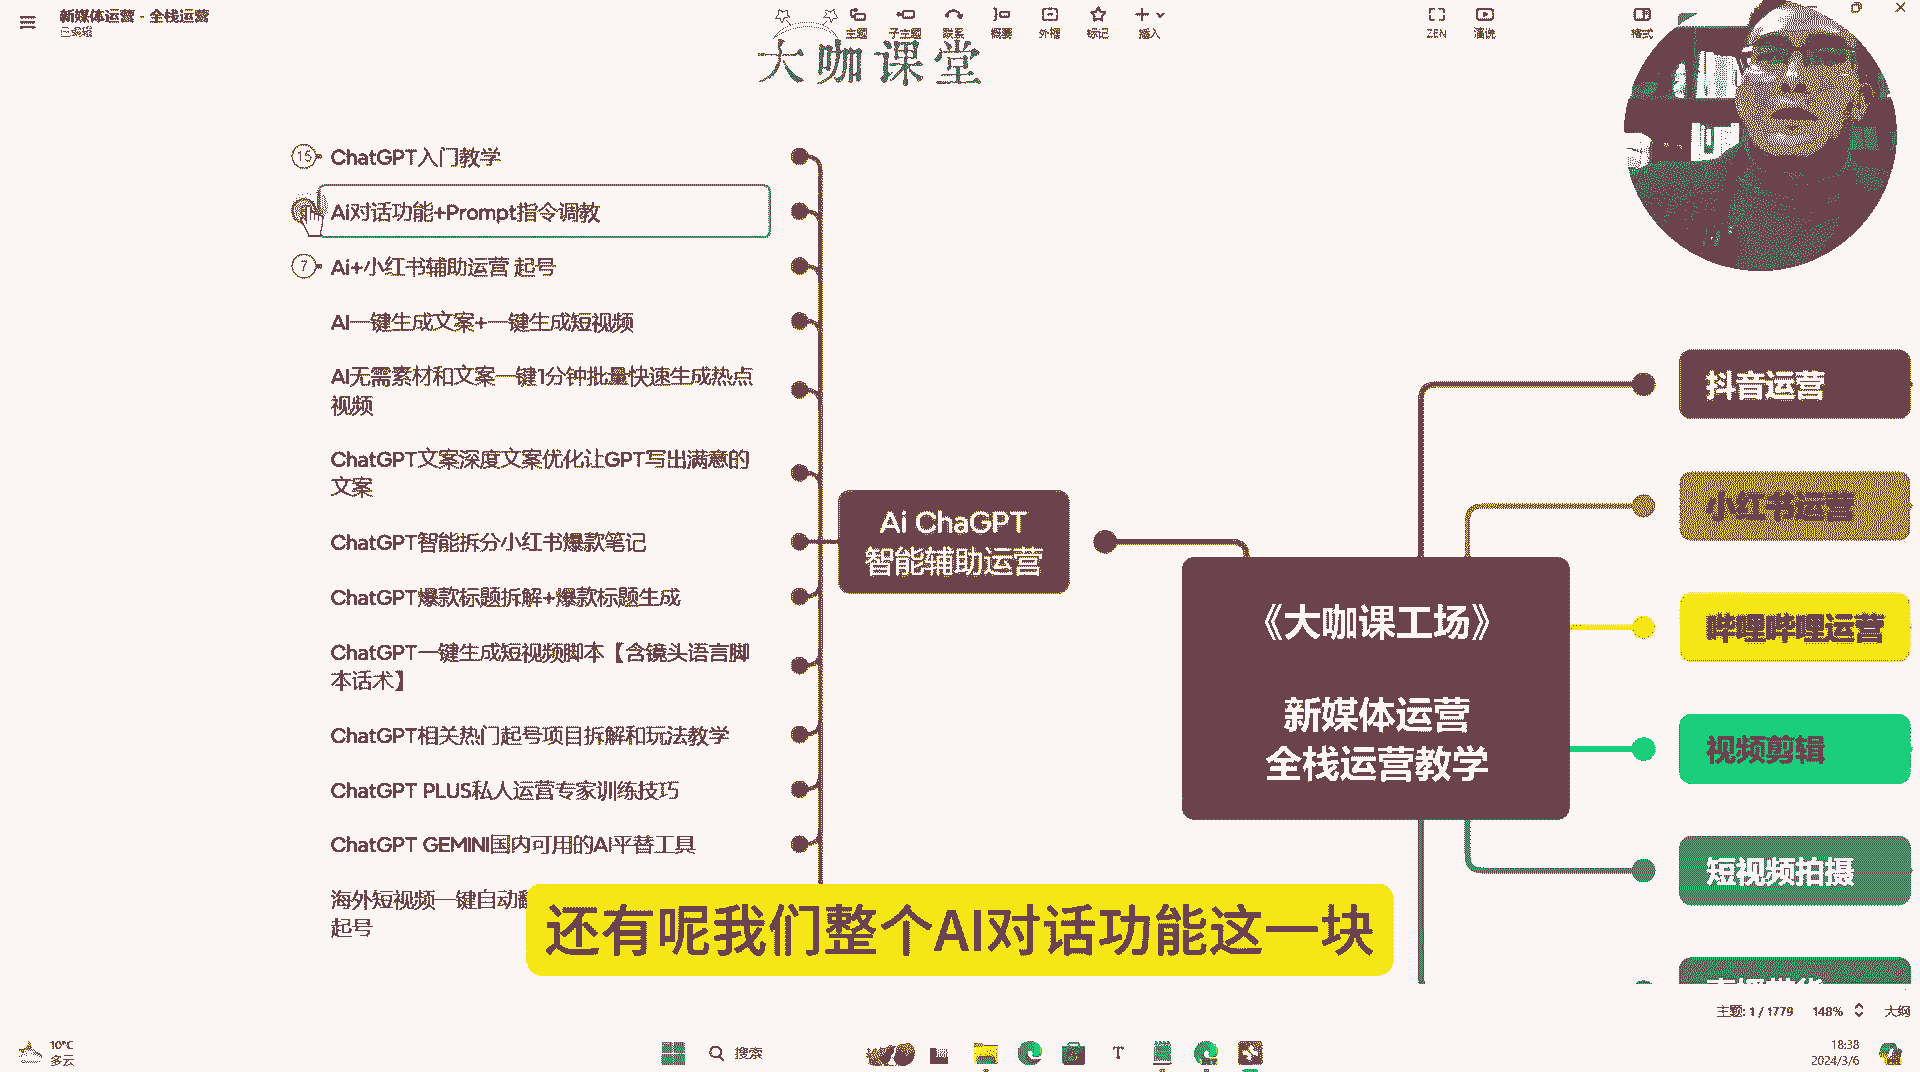 新媒体运营 - 全栈运营
已编辑
主题
子主题
联系
概要
外框
标记
插入
ZEN
演说
格式
大咖课堂
15
ChatGPT入门教学
Ai对话功能+Prompt指令调教
7
Ai+小红书辅助运营 起号
AI一键生成文案+一键生成短视频
AI无需素材和文案一键1分钟批量快速生成热点
视频
ChatGPT文案深度文案优化让GPT写出满意的
文案
ChatGPT智能拆分小红书爆款笔记
ChatGPT爆款标题拆解+爆款标题生成
ChatGPT一键生成短视频脚本【含镜头语言脚
本话术】
ChatGPT相关热门起号项目拆解和玩法教学
ChatGPT PLUS私人运营专家训练技巧
ChatGPT GEMINI国内可用的AI平替工具
海外短视频一键自动
起号
Ai ChaGPT
智能辅助运营
《大咖课工场》
新媒体运营
全栈运营教学
抖音运营
小红书运营
哔哩哔哩运营
视频剪辑
短视频拍摄
还有呢我们整个AI对话功能这一块
主题: 1 / 1779
148%
大纲
10°C
多云
搜索
18:38
2024/3/6